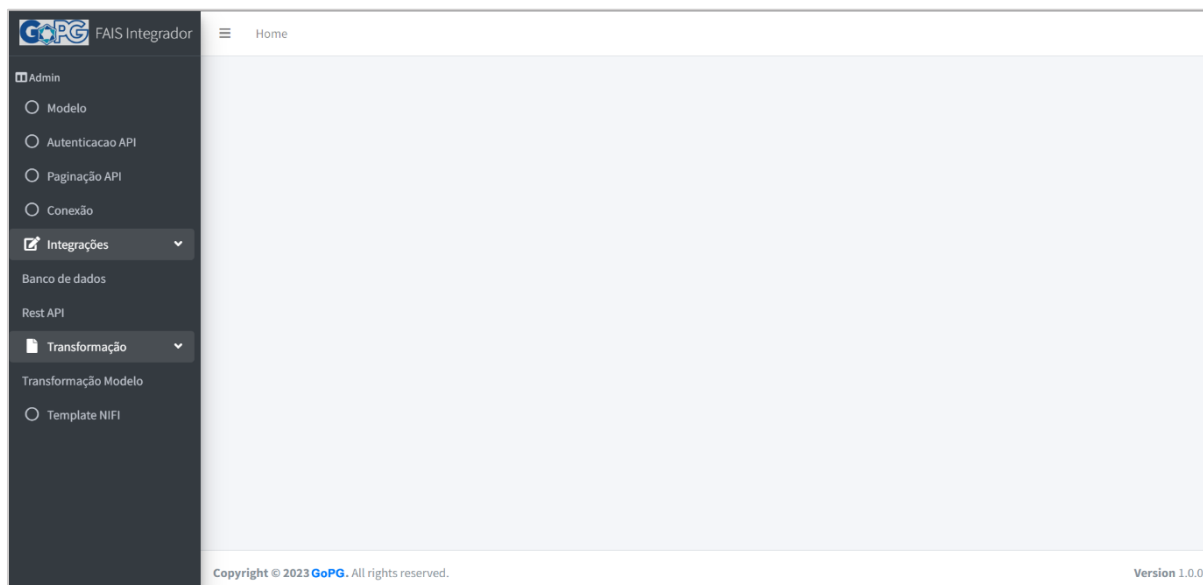 GOPG FAIS Integrador
Home
Admin
Modelo
Autenticacao API
Paginação API
Conexão
Integrações
Banco de dados
Rest API
Transformação
Transformação Modelo
Template NIFI
Copyright © 2023 GoPG. All rights reserved.
Version 1.0.0